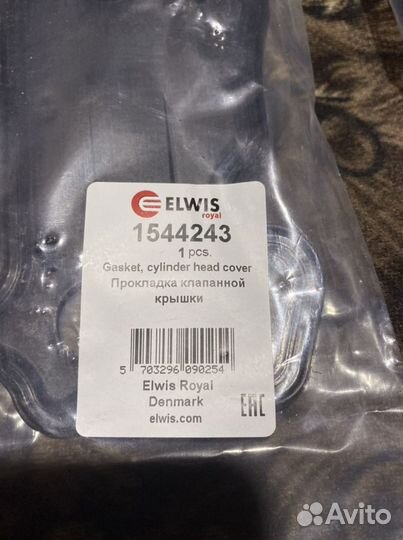 ELWIS
royal
1544243
1 pcs.
Gasket, cylinder head cover
Прокладка клапанной
крышки
5 703296 090254
Elwis Royal
Denmark
elwis.com
EAC
Avito